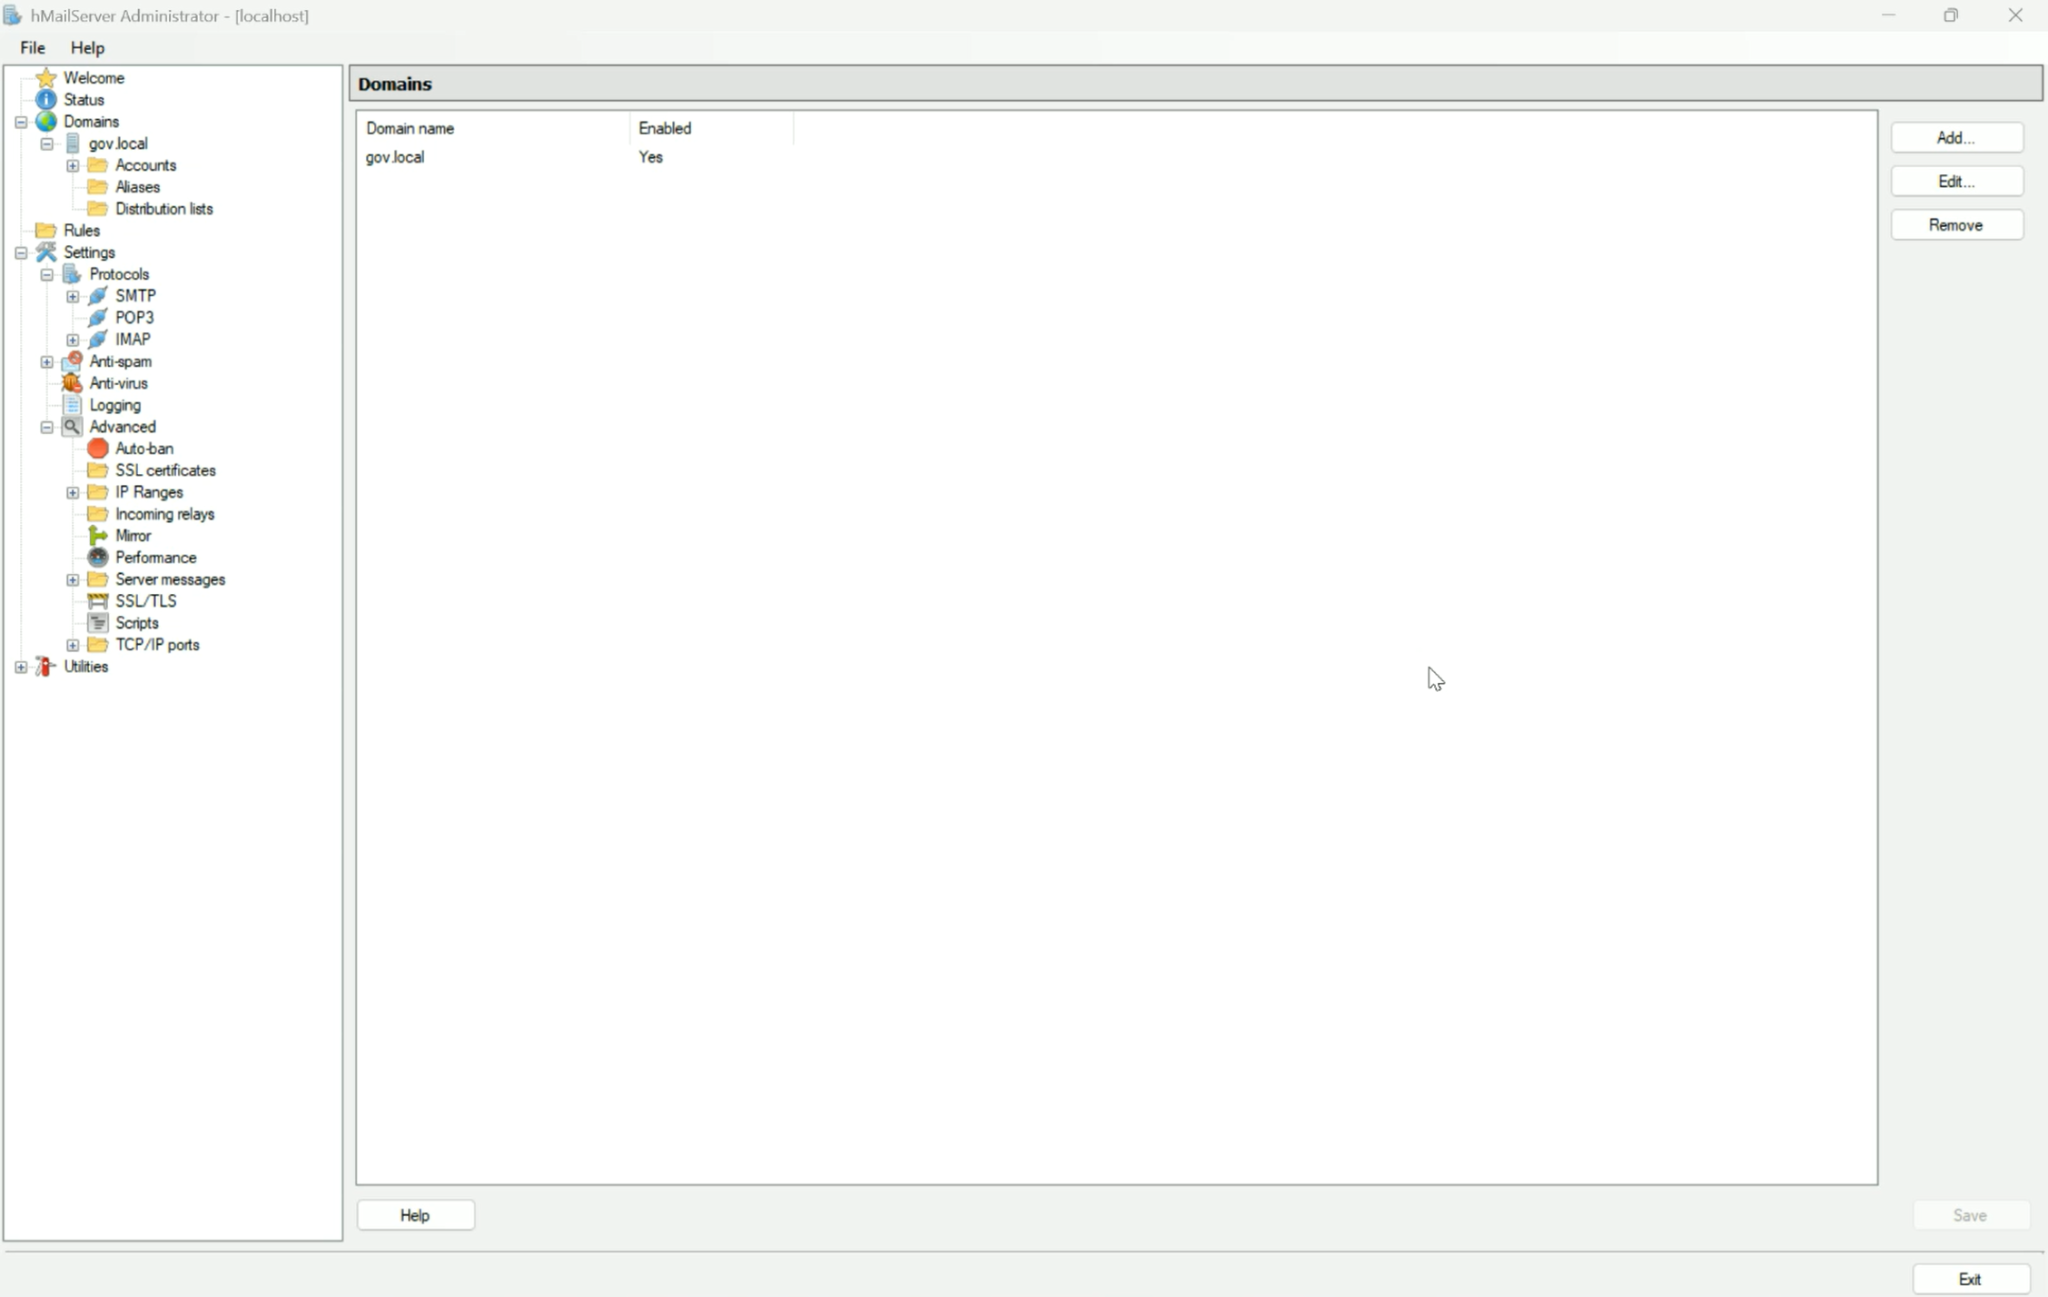 hMailServer Administrator - [localhost]
File Help
Welcome
Status
Domains
gov.local
Accounts
Aliases
Distribution lists
Rules
Settings
Protocols
SMTP
POP3
IMAP
Anti-spam
Anti-virus
Logging
Advanced
Auto-ban
SSL certificates
IP Ranges
Incoming relays
Mirror
Performance
Server messages
SSL/TLS
Scripts
TCP/IP ports
Utilities
Domains
Domain name Enabled
gov.local Yes
Add...
Edit...
Remove
Help
Save
Exit